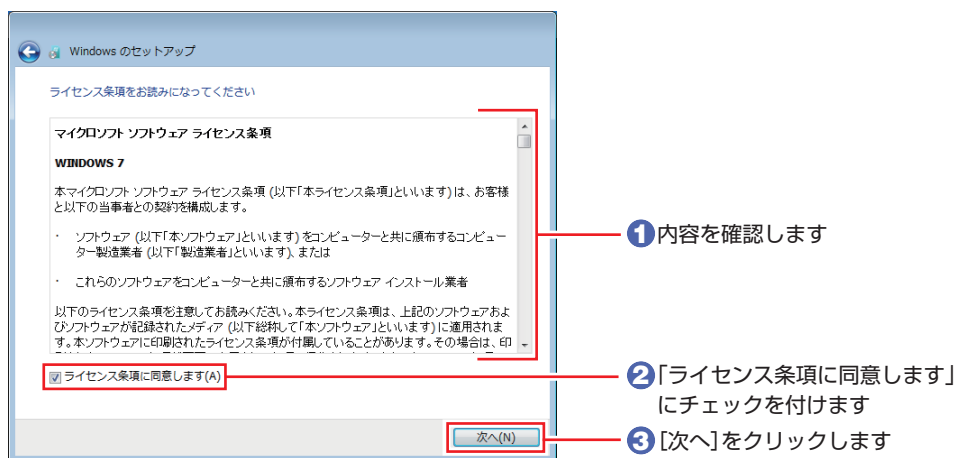 Windows のセットアップ
ライセンス条項をお読みになってください
マイクロソフト ソフトウェア ライセンス条項
WINDOWS 7
本マイクロソフト ソフトウェア ライセンス条項 (以下「本ライセンス条項」といいます) は、お客様
と以下の当事者との契約を構成します。
・ ソフトウェア (以下「本ソフトウェア」といいます) をコンピューターと共に頒布するコンピュー
ター製造業者 (以下「製造業者」といいます)、または
・ これらのソフトウェアをコンピューターと共に頒布するソフトウェア インストール業者
以下のライセンス条項を注意してお読みください。本ライセンス条項は、上記のソフトウェアおよ
びソフトウェアが記録されたメディア (以下総称して「本ソフトウェア」といいます) に適用されま
す。本ソフトウェアに印刷されたライセンス条項が付属していることがあります。その場合は、印
ライセンス条項に同意します(A)
次へ(N)
1 内容を確認します
2 「ライセンス条項に同意します」
にチェックを付けます
3 [次へ]をクリックします